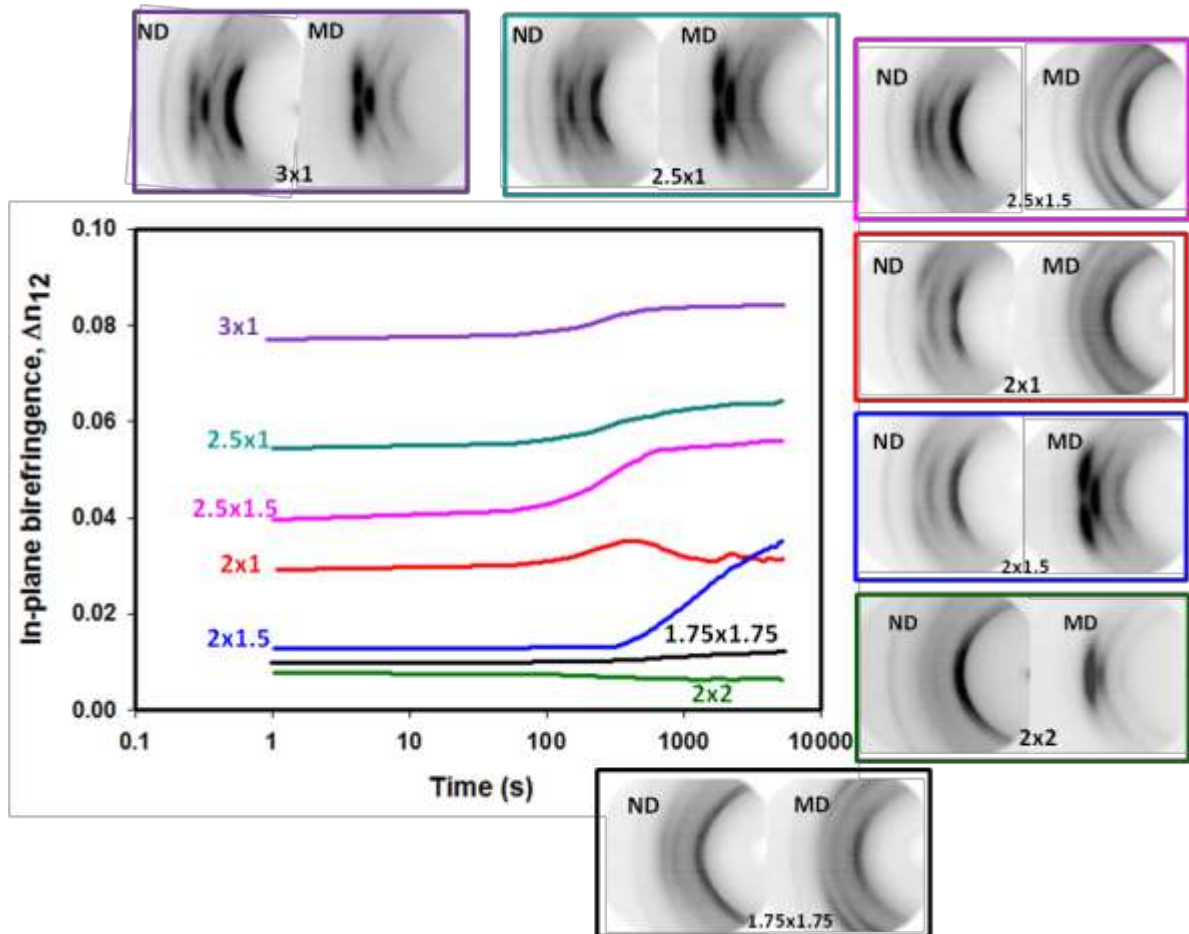 ND MD
3x1
ND MD
2.5x1
ND MD
2.5x1.5
ND MD
2x1
ND MD
2x1.5
ND MD
2x2
In-plane birefringence, Δn12
0.10
0.08
0.06
0.04
0.02
0.00
3x1
2.5x1
2.5x1.5
2x1
2x1.5
1.75x1.75
2x2
0.1 1 10 100 1000 10000
Time (s)
ND MD
1.75x1.75